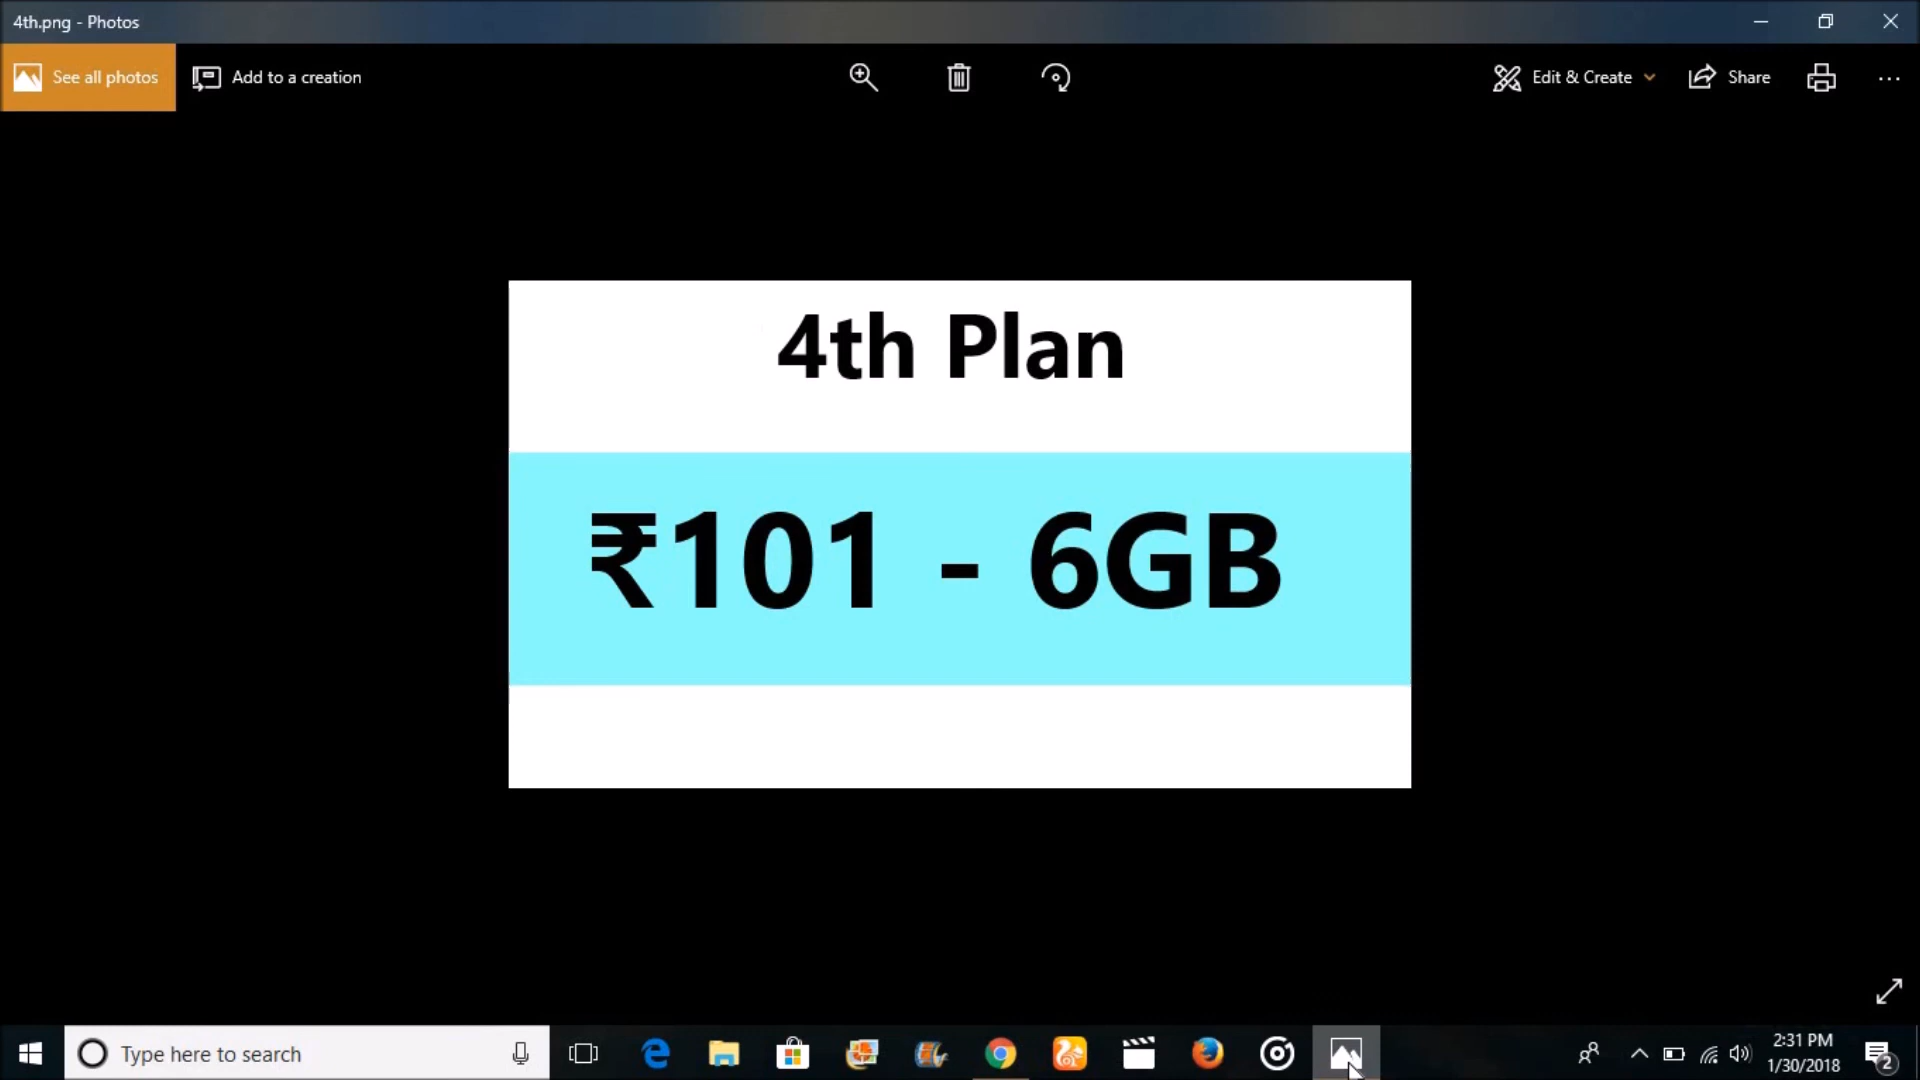 4th.png - Photos
See all photos
Add to a creation
Edit & Create
Share
4th Plan
₹101 - 6GB
Type here to search
2:31 PM
1/30/2018
2